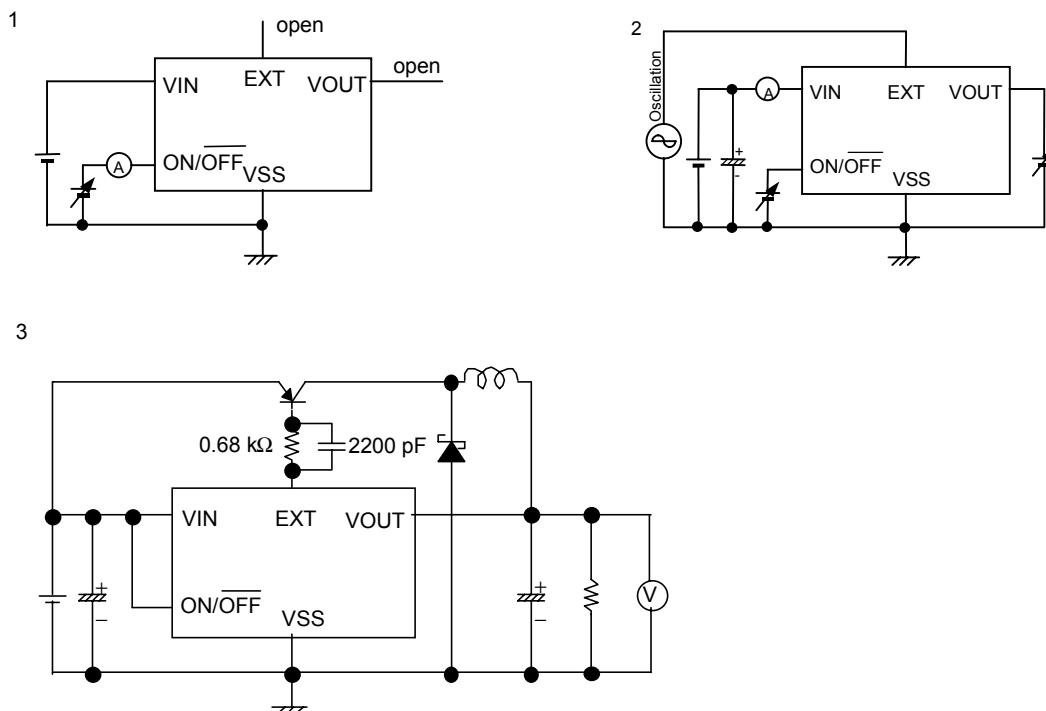 1
open
open
VIN
EXT
VOUT
A
ON/OFF
VSS
2
Oscillation
A
VIN
EXT
VOUT
+
-
ON/OFF
VSS
3
0.68 kΩ
2200 pF
VIN
EXT
VOUT
+
–
ON/OFF
VSS
+
–
V